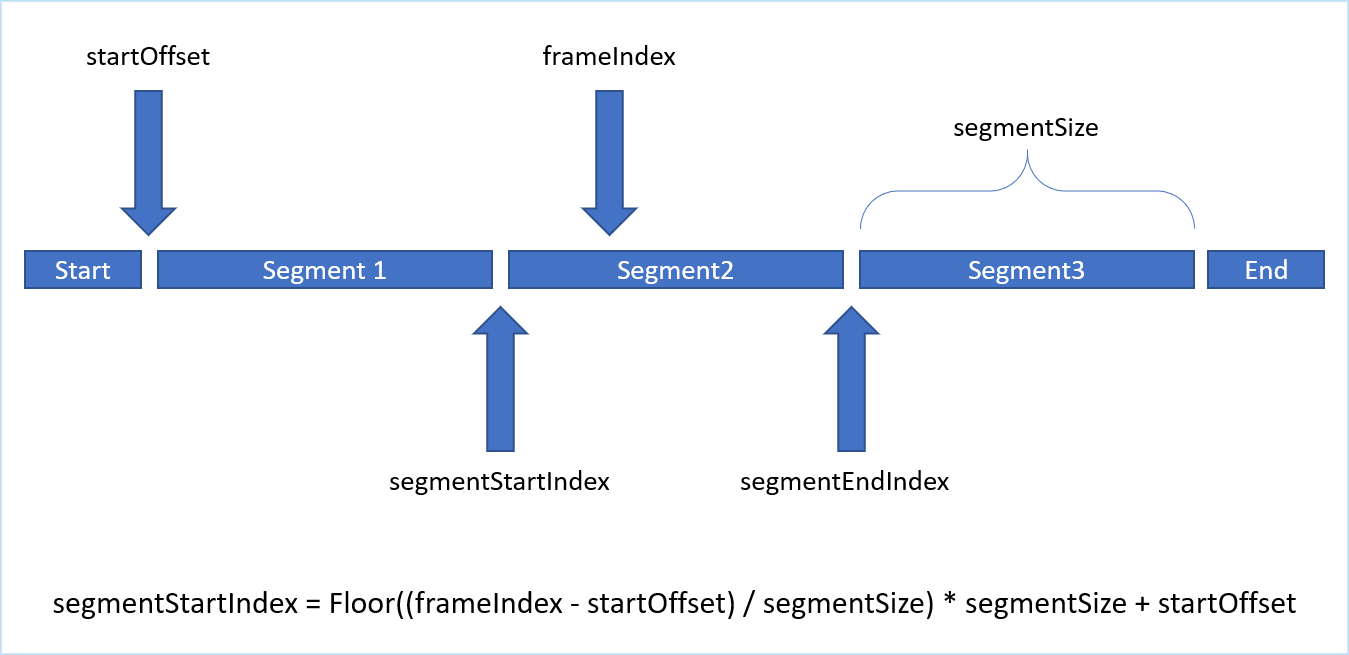 startOffset
frameIndex
segmentSize
Start
Segment 1
Segment2
Segment3
End
segmentStartIndex
segmentEndIndex
segmentStartIndex = Floor((frameIndex - startOffset) / segmentSize) * segmentSize + startOffset